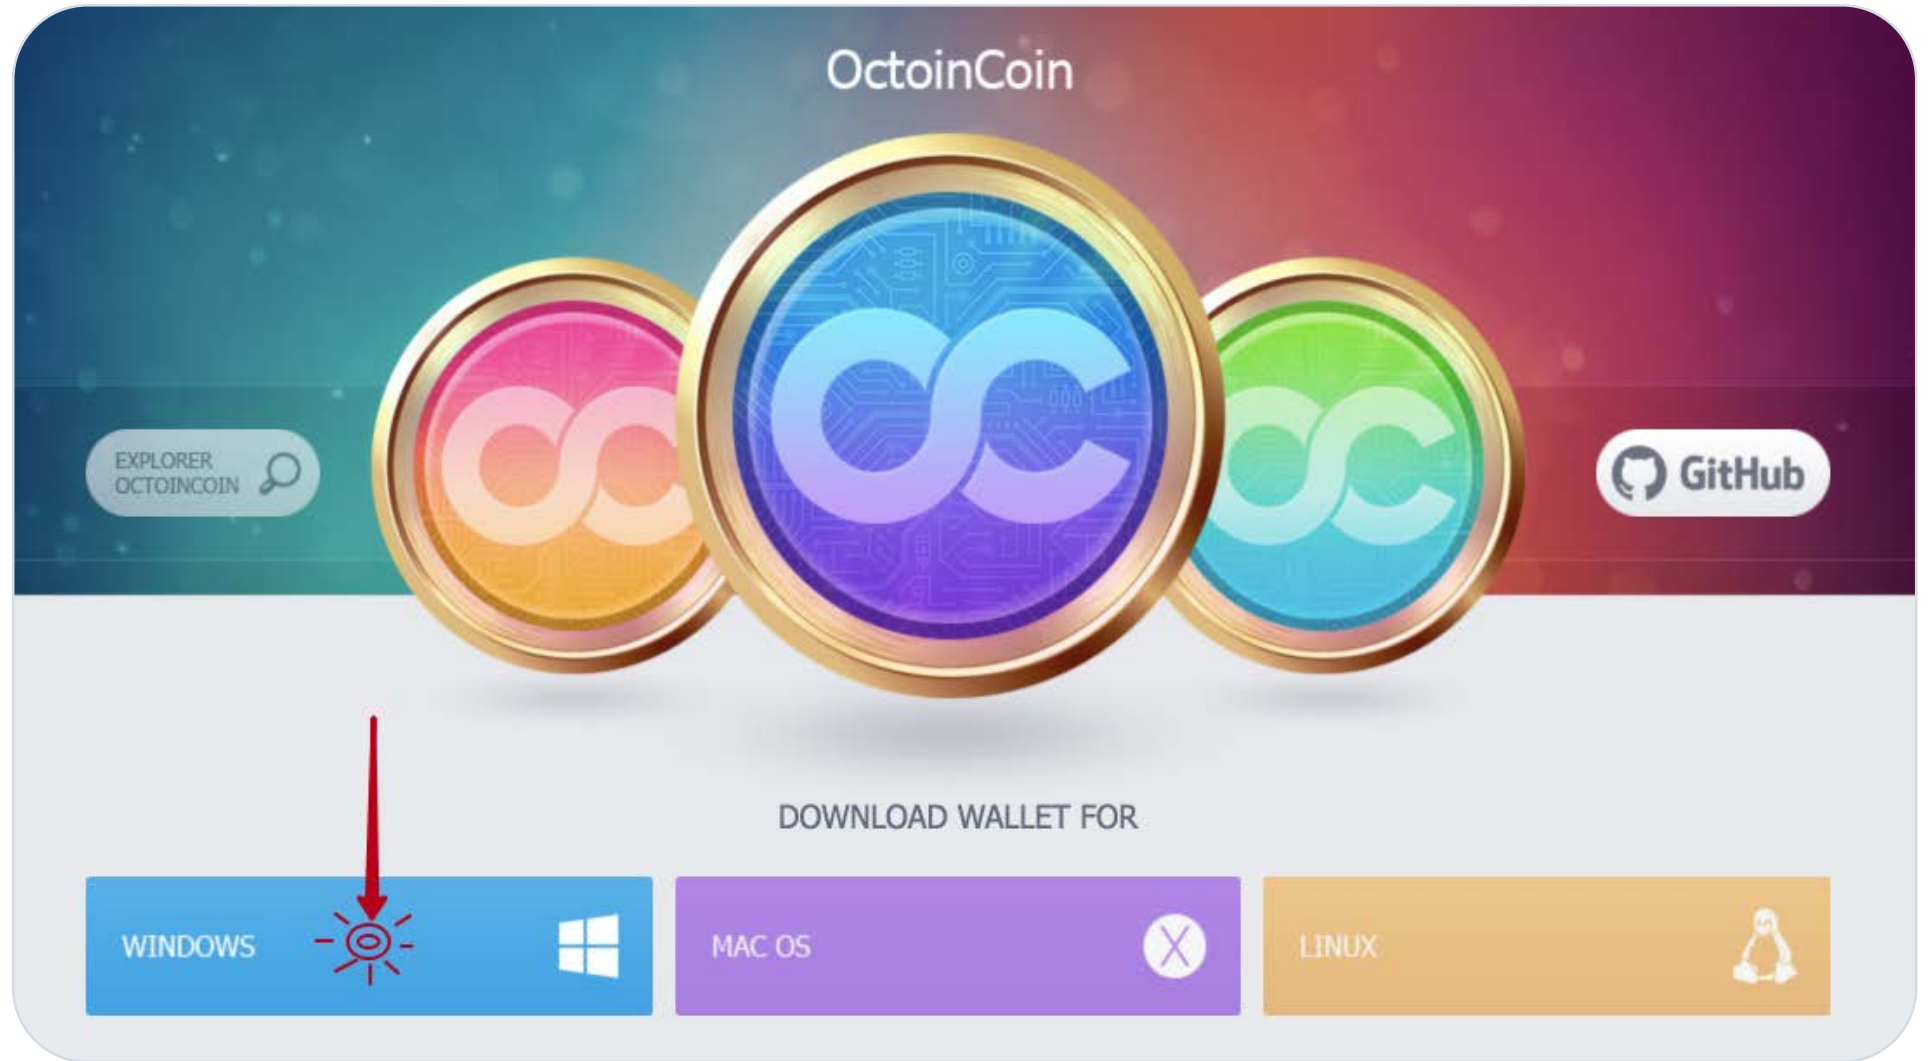 OctoinCoin
EXPLORER
OCTOINCOIN
GitHub
DOWNLOAD WALLET FOR
WINDOWS
MAC OS
X
LINUX